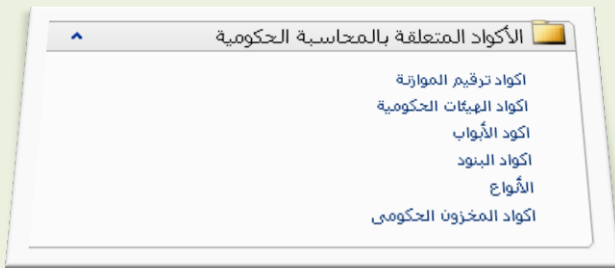 الأكواد المتعلقة بالمحاسبة الحكومية
اكواد ترقيم الموازنة
اكواد الهيئات الحكومية
اكود الأبواب
اكواد البنود
الأنواع
اكواد المخزون الحكومى